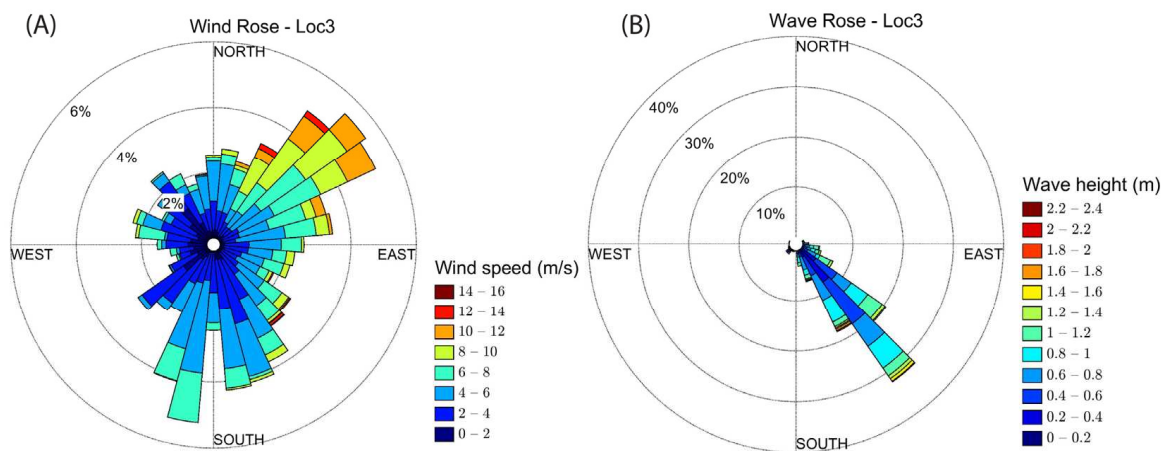 (A)
Wind Rose - Loc3
NORTH
6%
4%
2%
WEST
EAST
SOUTH
Wind speed (m/s)
14 – 16
12 – 14
10 – 12
8 – 10
6 – 8
4 – 6
2 – 4
0 – 2
(B)
Wave Rose - Loc3
NORTH
40%
30%
20%
10%
WEST
EAST
SOUTH
Wave height (m)
2.2 – 2.4
2 – 2.2
1.8 – 2
1.6 – 1.8
1.4 – 1.6
1.2 – 1.4
1 – 1.2
0.8 – 1
0.6 – 0.8
0.4 – 0.6
0.2 – 0.4
0 – 0.2